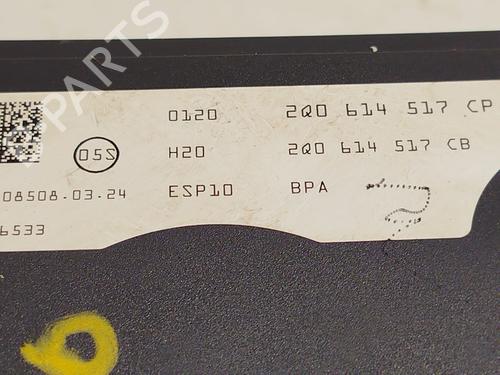 B PARTS
0120 2Q0 614 517 CP
05S H20 2Q0 614 517 CB
08508.03.24 ESP10 BPA
6533